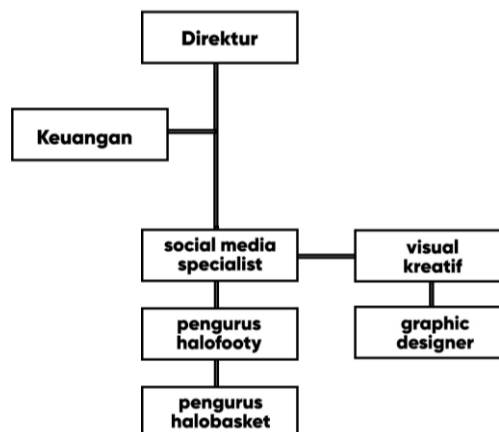 Direktur
Keuangan
social media
specialist
visual
kreatif
pengurus
halofooty
graphic
designer
pengurus
halobasket